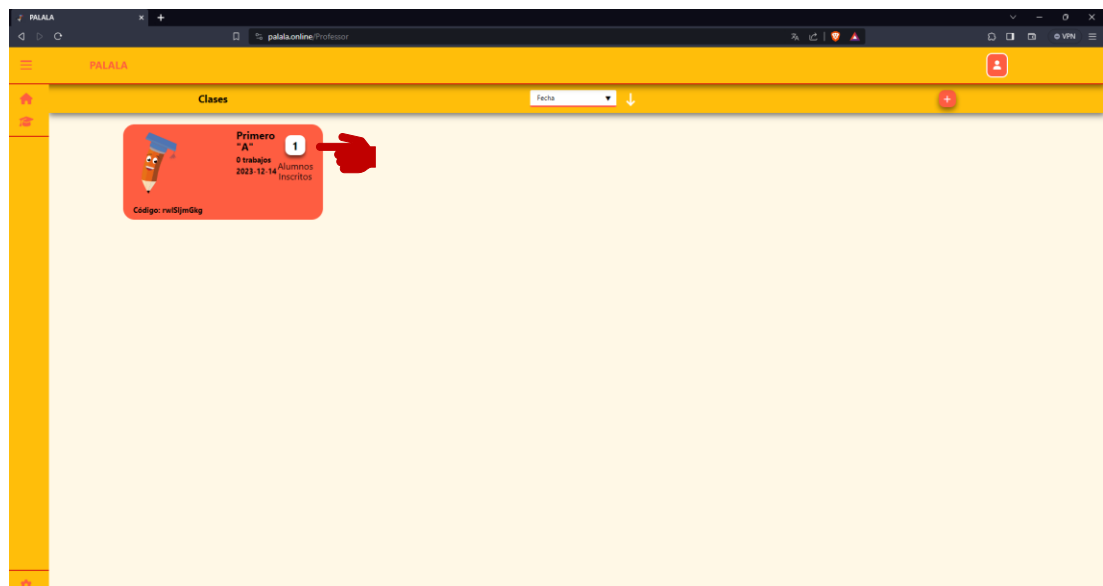 PALALA
palala.online/Professor
VPN
PALALA
Clases
Fecha
Primero
"A"
1
0 trabajos
2023-12-14
Alumnos
Inscritos
Código: rwlSljmGkg